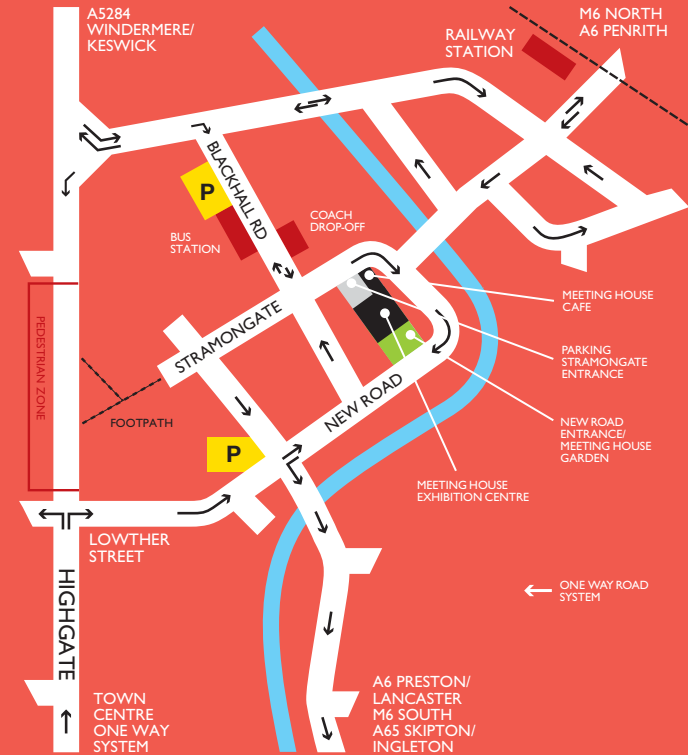 A5284
WINDERMERE/
KESWICK
M6 NORTH
A6 PENRITH
RAILWAY
STATION
BLACKHALL RD
P
BUS
STATION
COACH
DROP-OFF
MEETING HOUSE
CAFE
STRAMONGATE
PARKING
STRAMONGATE
ENTRANCE
PEDESTRIAN ZONE
FOOTPATH
NEW ROAD
NEW ROAD
ENTRANCE/
MEETING HOUSE
GARDEN
P
MEETING HOUSE
EXHIBITION CENTRE
LOWTHER
STREET
HIGHGATE
ONE WAY ROAD
SYSTEM
TOWN
CENTRE
ONE WAY
SYSTEM
A6 PRESTON/
LANCASTER
M6 SOUTH
A65 SKIPTON/
INGLETON